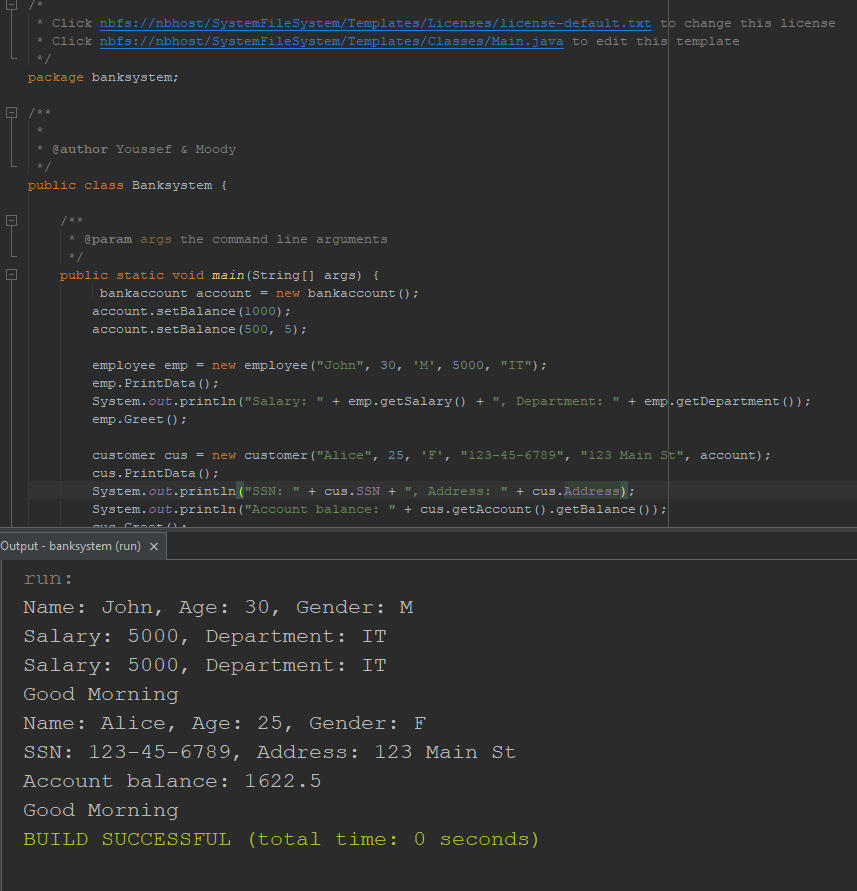 /*
 * Click nbfs://nbhost/SystemFileSystem/Templates/Licenses/license-default.txt to change this license
 * Click nbfs://nbhost/SystemFileSystem/Templates/Classes/Main.java to edit this template
 */
package banksystem;
/**
 *
 * @author Youssef & Moody
 */
public class Banksystem {
    /**
     * @param args the command line arguments
     */
    public static void main(String[] args) {
         bankaccount account = new bankaccount();
        account.setBalance(1000);
        account.setBalance(500, 5);
        employee emp = new employee("John", 30, 'M', 5000, "IT");
        emp.PrintData();
        System.out.println("Salary: " + emp.getSalary() + ", Department: " + emp.getDepartment());
        emp.Greet();
        customer cus = new customer("Alice", 25, 'F', "123-45-6789", "123 Main St", account);
        cus.PrintData();
        System.out.println("SSN: " + cus.SSN + ", Address: " + cus.Address);
        System.out.println("Account balance: " + cus.getAccount().getBalance());
        cus.Greet();
Output - banksystem (run) ×
run:
Name: John, Age: 30, Gender: M
Salary: 5000, Department: IT
Salary: 5000, Department: IT
Good Morning
Name: Alice, Age: 25, Gender: F
SSN: 123-45-6789, Address: 123 Main St
Account balance: 1622.5
Good Morning
BUILD SUCCESSFUL (total time: 0 seconds)